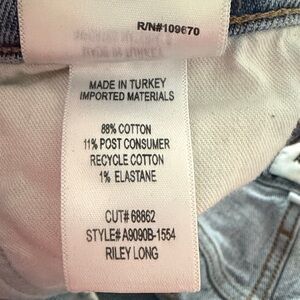 R/N#109670
MADE IN TURKEY
IMPORTED MATERIALS
88% COTTON
11% POST CONSUMER
RECYCLE COTTON
1% ELASTANE
CUT# 68862
STYLE# A9090B-1554
RILEY LONG